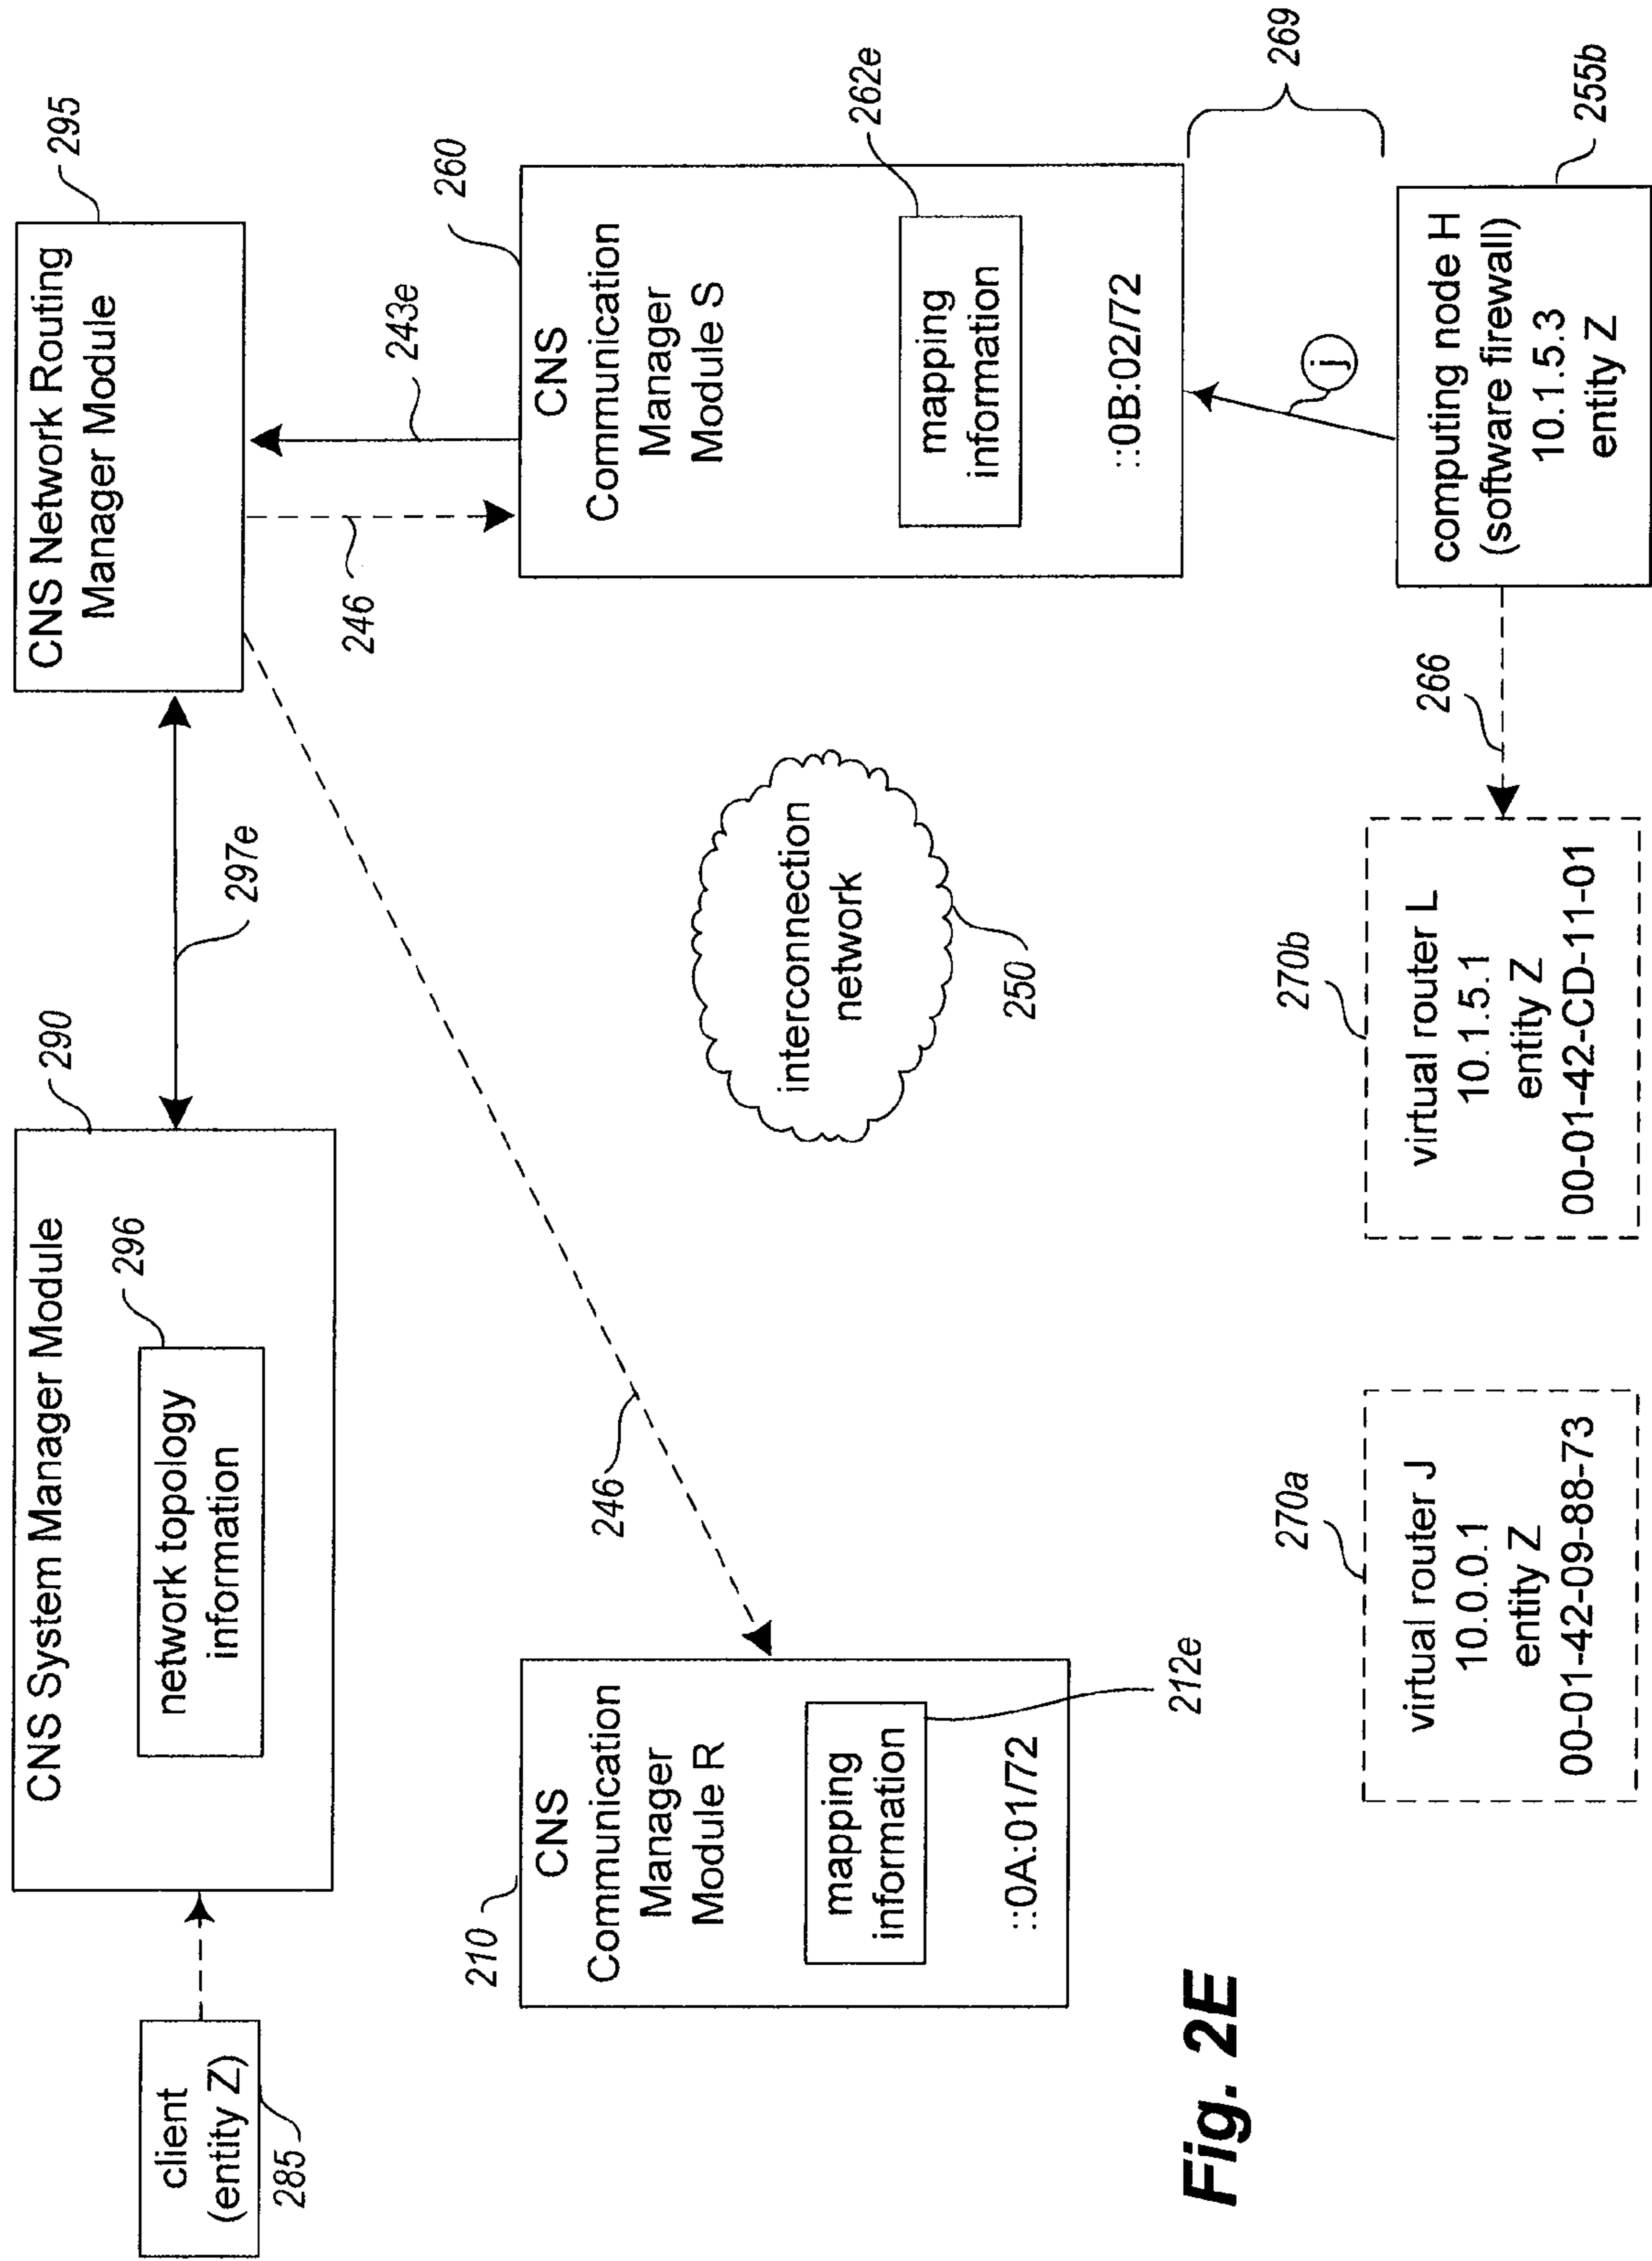 client
(entity Z)
285
CNS System Manager Module
290
network topology
information
296
297e
CNS Network Routing
Manager Module
295
246
246
243e
210
CNS
Communication
Manager
Module R
mapping
information
::0A:01/72
212e
interconnection
network
250
CNS
Communication
Manager
Module S
260
mapping
information
262e
::0B:02/72
269
j
270a
virtual router J
10.0.0.1
entity Z
00-01-42-09-88-73
270b
virtual router L
10.1.5.1
entity Z
00-01-42-CD-11-01
266
computing node H
(software firewall)
10.1.5.3
entity Z
255b
Fig. 2E